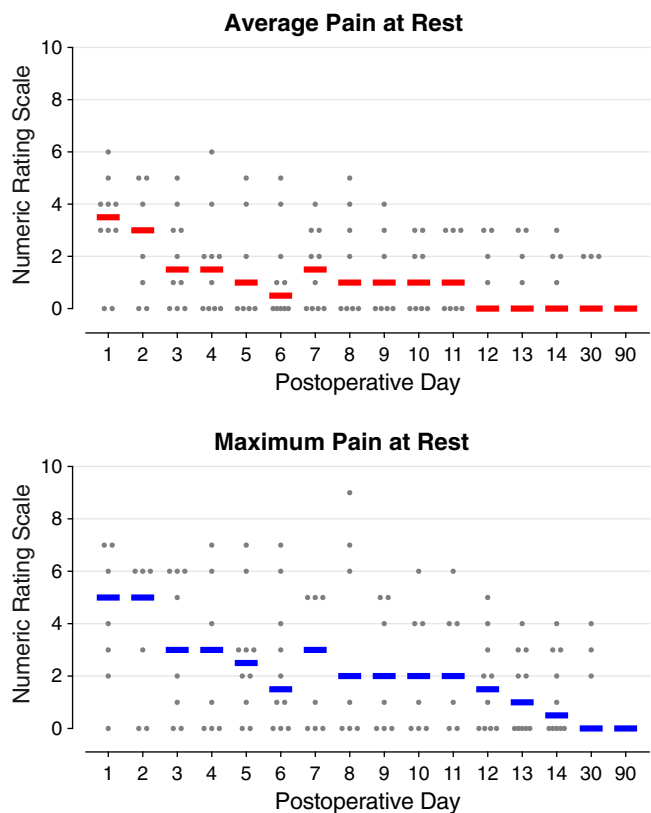 Average Pain at Rest
10
8
6
4
2
0
Numeric Rating Scale
1 2 3 4 5 6 7 8 9 10 11 12 13 14 30 90
Postoperative Day
Maximum Pain at Rest
10
8
6
4
2
0
Numeric Rating Scale
1 2 3 4 5 6 7 8 9 10 11 12 13 14 30 90
Postoperative Day